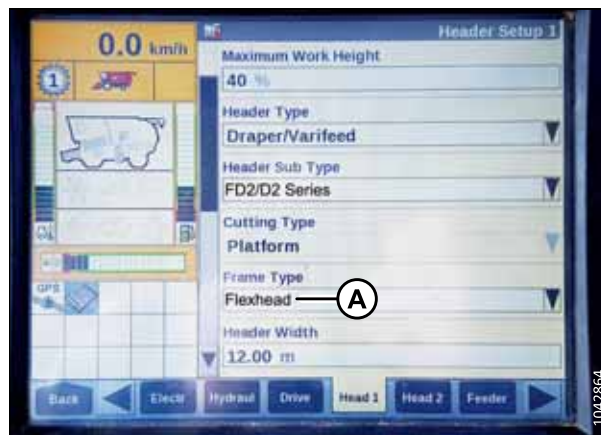 0.0 km/h
Header Setup 1
Maximum Work Height
40 %
1
Header Type
Draper/Varifeed
Header Sub Type
FD2/D2 Series
Cutting Type
Platform
Frame Type
Flexhead
A
GPS
Header Width
12.00 m
Back
Electr
Hydraul
Drive
Head 1
Head 2
Feeder
1042864